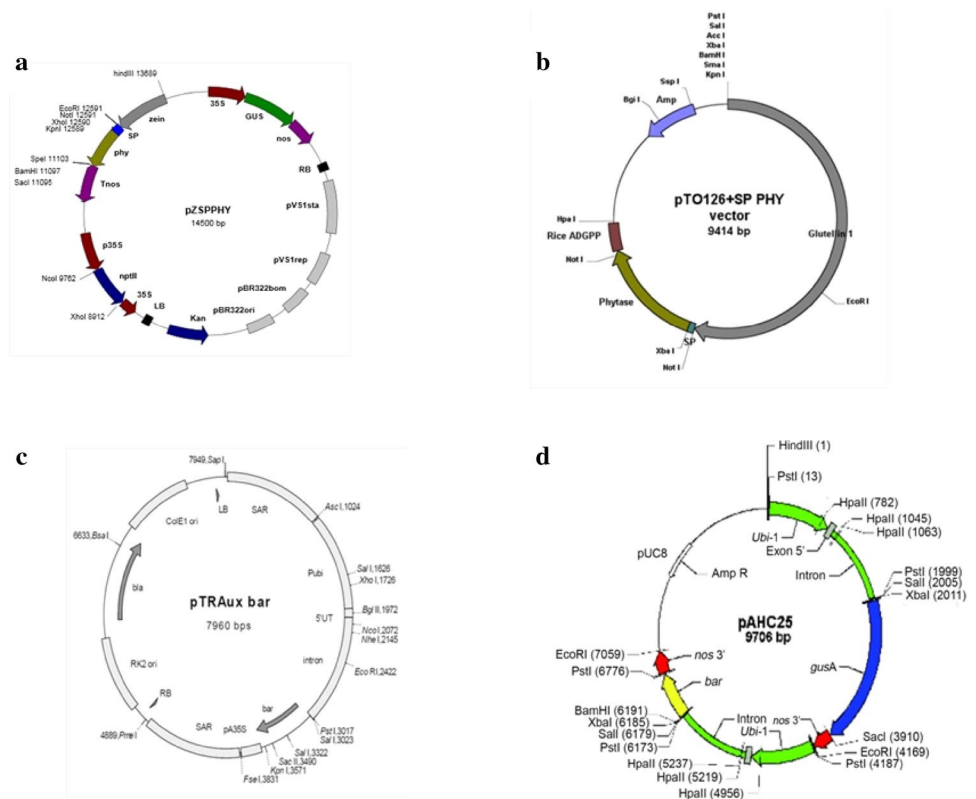 a
hindIII 13689
EcoRI 12591
NotI 12591
XhoI 12590
KpnI 12589
SP
zein
phy
SpeI 11103
BamHI 11097
SacI 11095
Tnos
p35S
NcoI 9762
nptII
XhoI 8912
35S
LB
Kan
pBR322ori
pBR322bom
pVS1rep
pVS1sta
RB
nos
GUS
35S
pZSPPHY
14500 bp
b
Pst I
Sal I
Acc I
Xba I
BamH I
Sma I
Kpn I
Ssp I
Amp
Bgl I
pTO126+SP PHY
vector
9414 bp
Hpa I
Rice ADGPP
Not I
Phytase
Glutelin 1
EcoR I
Xba I
SP
Not I
c
7949, Sap I
LB
SAR
Asc I, 1024
ColE1 ori
6633, Bsa I
bla
Pubi
Sal I, 1626
Xho I, 1726
pTRAux bar
7960 bps
Bgl II, 1972
5'UT
Nco I, 2072
Nhe I, 2145
intron
Eco RI, 2422
RK2 ori
RB
bar
4889, Pme I
SAR
pA35S
Pst I, 3017
Sal I, 3023
Sal I, 3322
Sac II, 3490
Kpn I, 3571
Fse I, 3831
d
HindIII (1)
PstI (13)
HpaII (782)
Ubi-1
HpaII (1045)
Exon 5'
HpaII (1063)
pUC8
Amp R
Intron
PstI (1999)
SalI (2005)
XbaI (2011)
pAHC25
9706 bp
EcoRI (7059)
nos 3'
PstI (6776)
bar
gusA
BamHI (6191)
XbaI (6185)
SalI (6179)
PstI (6173)
Intron
nos 3'
Ubi-1
SacI (3910)
EcoRI (4169)
PstI (4187)
HpaII (5237)
HpaII (5219)
HpaII (4956)